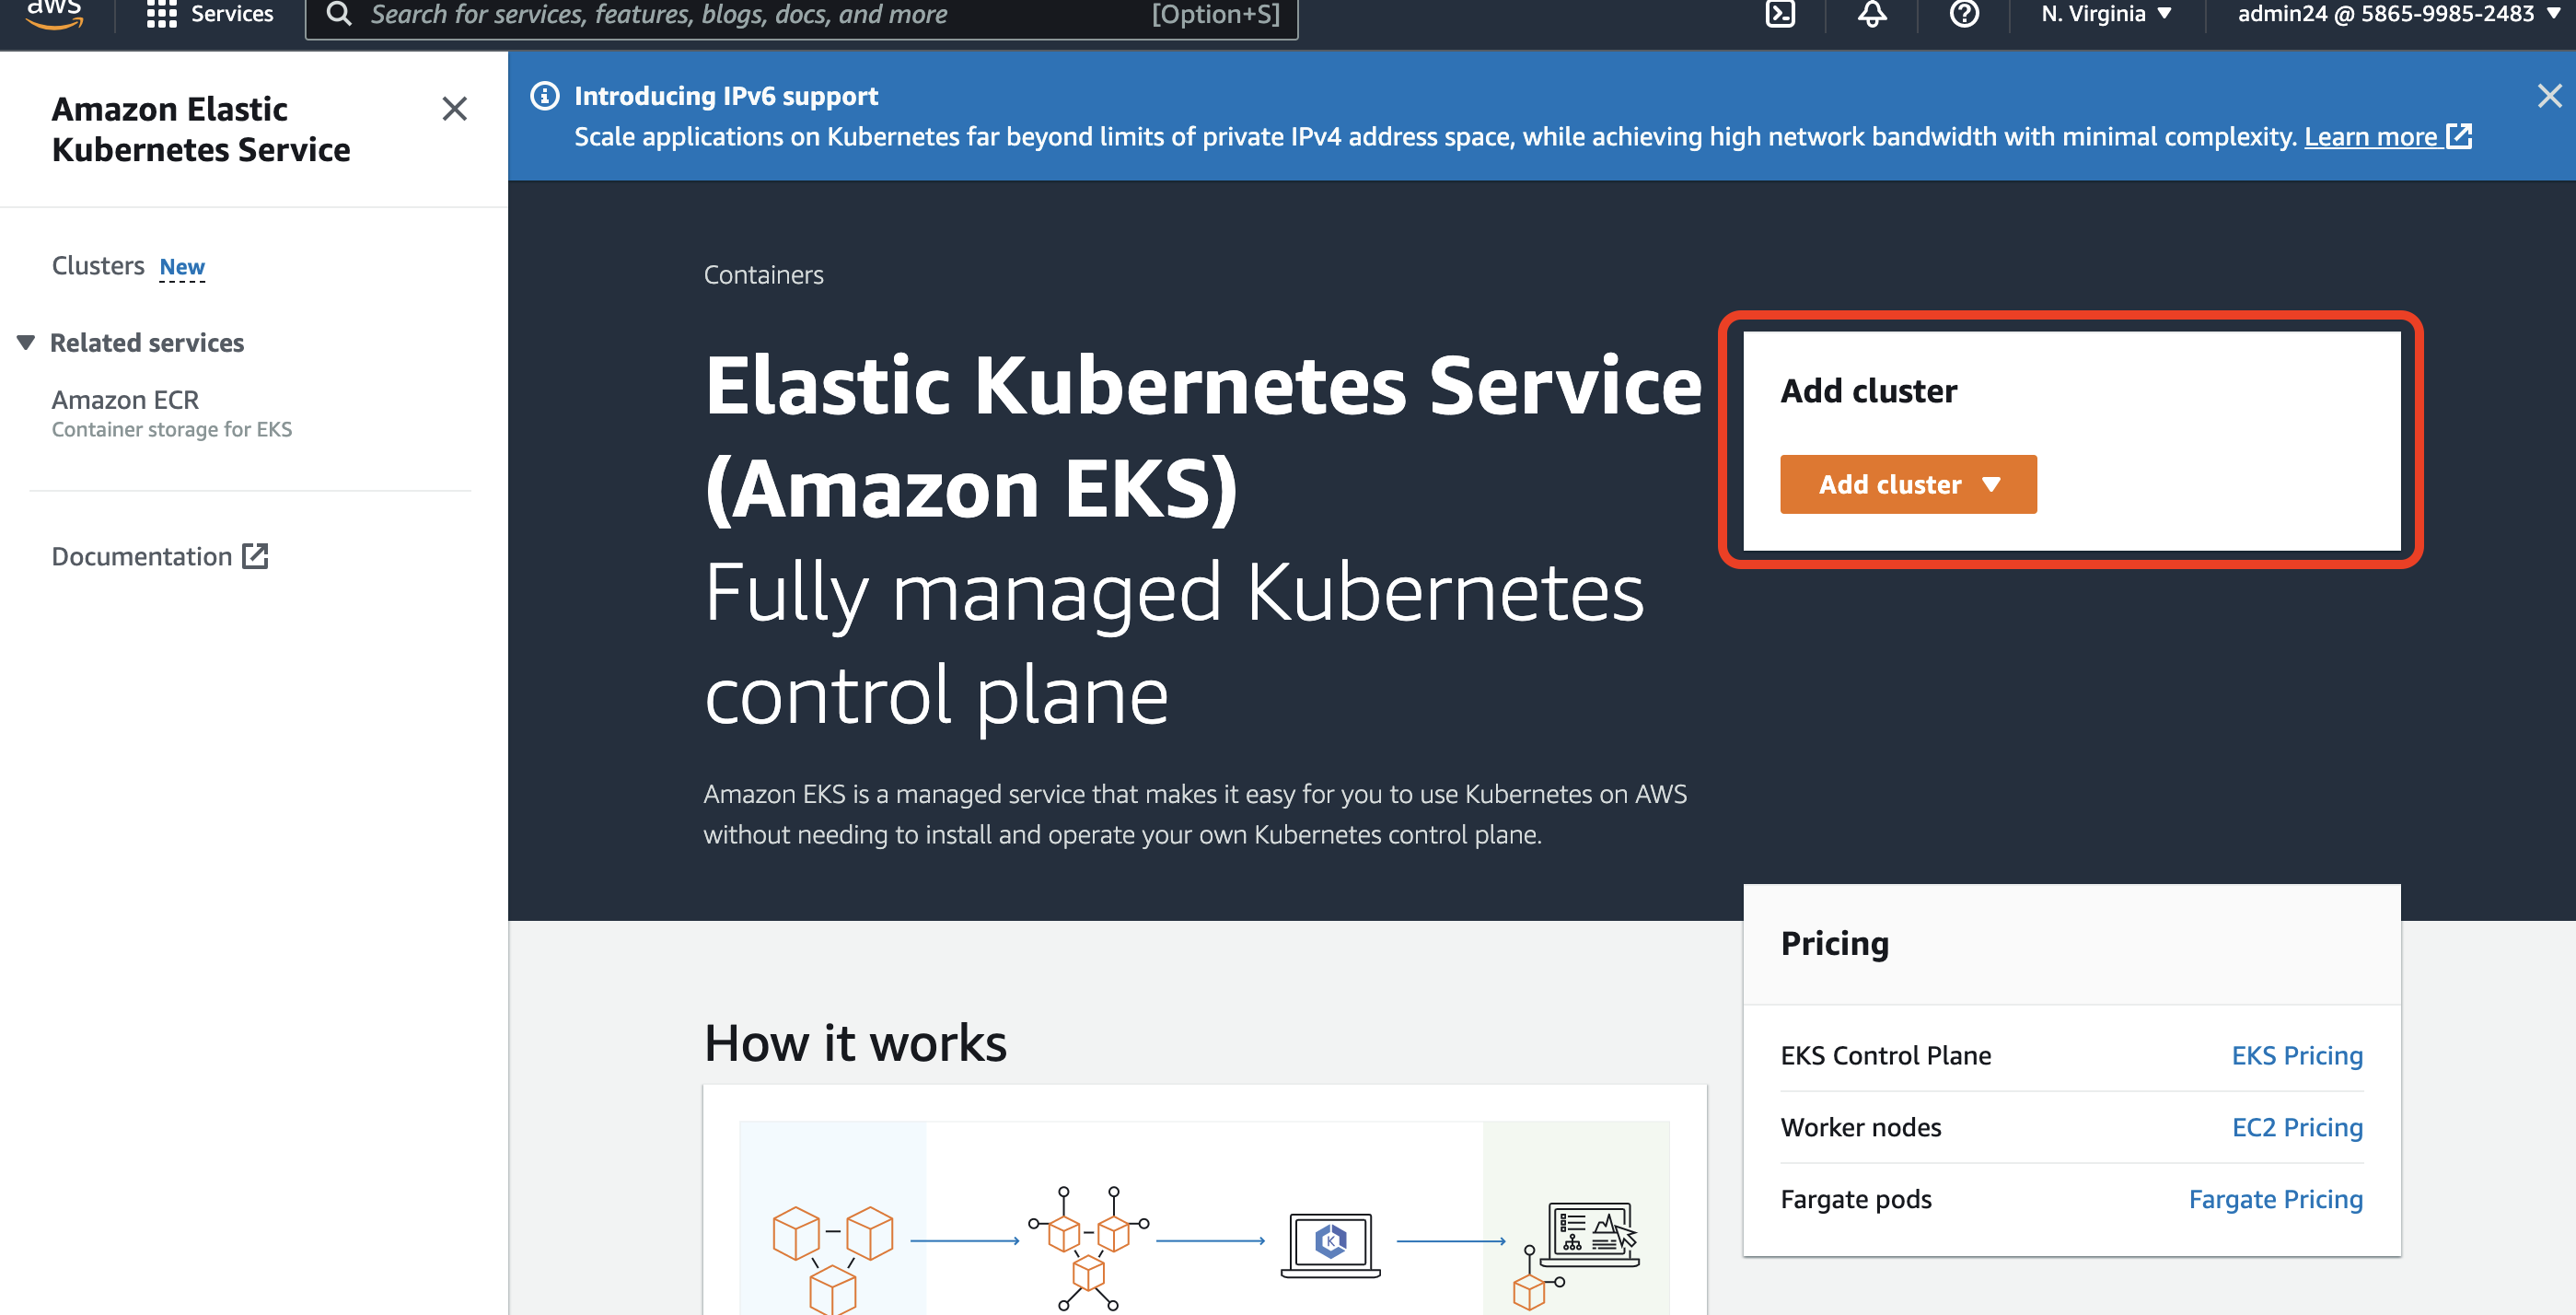 aws
Services
Search for services, features, blogs, docs, and more
[Option+S]
N. Virginia
admin24 @ 5865-9985-2483
Amazon Elastic
Kubernetes Service
Clusters New
Related services
Amazon ECR
Container storage for EKS
Documentation
Introducing IPv6 support
Scale applications on Kubernetes far beyond limits of private IPv4 address space, while achieving high network bandwidth with minimal complexity. Learn more
Containers
Elastic Kubernetes Service
(Amazon EKS)
Fully managed Kubernetes
control plane
Amazon EKS is a managed service that makes it easy for you to use Kubernetes on AWS
without needing to install and operate your own Kubernetes control plane.
Add cluster
Add cluster
How it works
K
Pricing
EKS Control Plane EKS Pricing
Worker nodes EC2 Pricing
Fargate pods Fargate Pricing